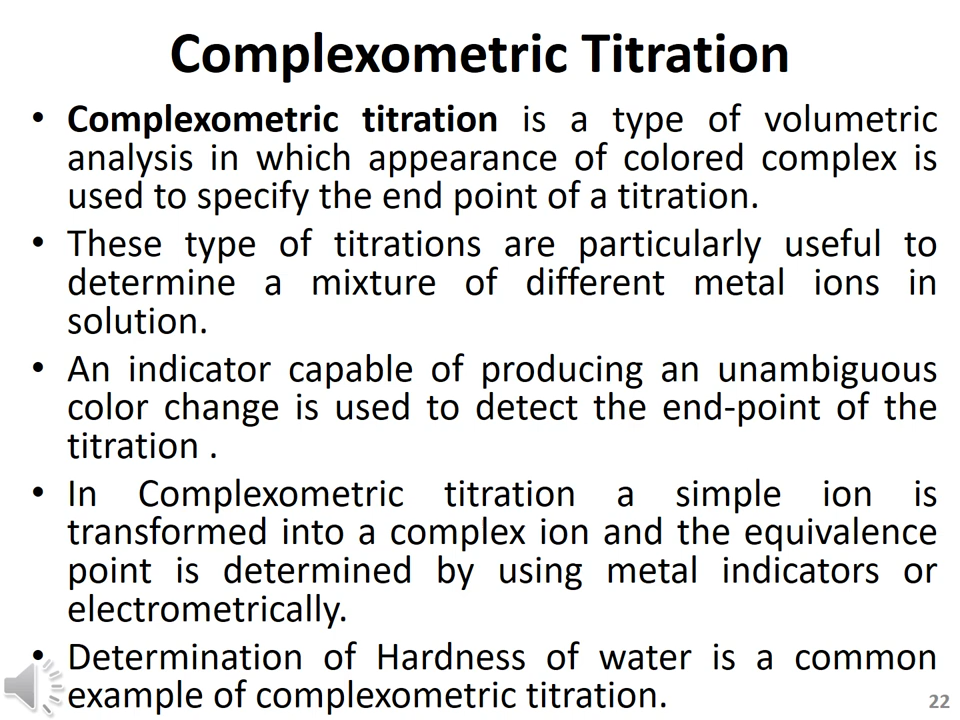 Complexometric Titration
• Complexometric titration is a type of volumetric
analysis in which appearance of colored complex is
used to specify the end point of a titration.
• These type of titrations are particularly useful to
determine a mixture of different metal ions in
solution.
• An indicator capable of producing an unambiguous
color change is used to detect the end-point of the
titration .
• In Complexometric titration a simple ion is
transformed into a complex ion and the equivalence
point is determined by using metal indicators or
electrometrically.
• Determination of Hardness of water is a common
example of complexometric titration.
22